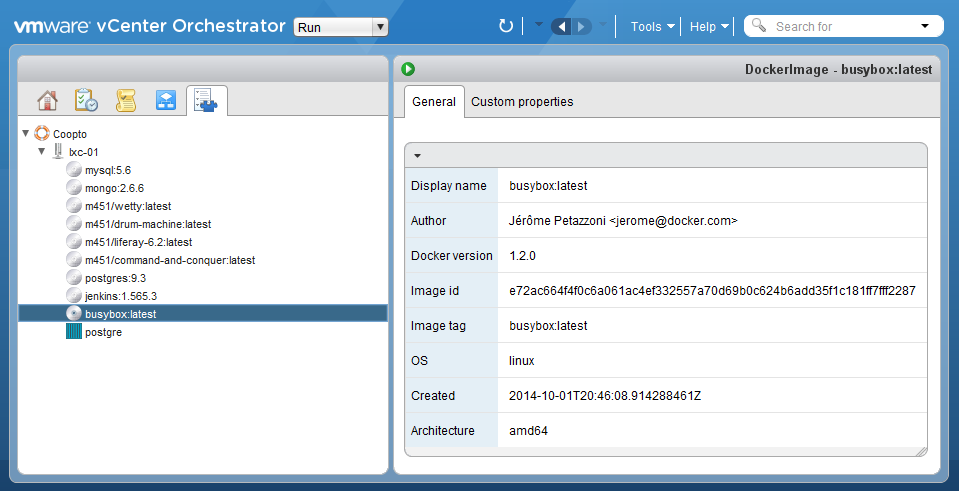 vmware vCenter Orchestrator Run Tools Help Search for
DockerImage - busybox:latest
General Custom properties
Coopto
lxc-01
mysql:5.6
mongo:2.6.6
m451/wetty:latest
m451/drum-machine:latest
m451/liferay-6.2:latest
m451/command-and-conquer:latest
postgres:9.3
jenkins:1.565.3
busybox:latest
postgre
Display name busybox:latest
Author Jérôme Petazzoni <jerome@docker.com>
Docker version 1.2.0
Image id e72ac664f4f0c6a061ac4ef332557a70d69b0c624b6add35f1c181ff7fff2287
Image tag busybox:latest
OS linux
Created 2014-10-01T20:46:08.914288461Z
Architecture amd64